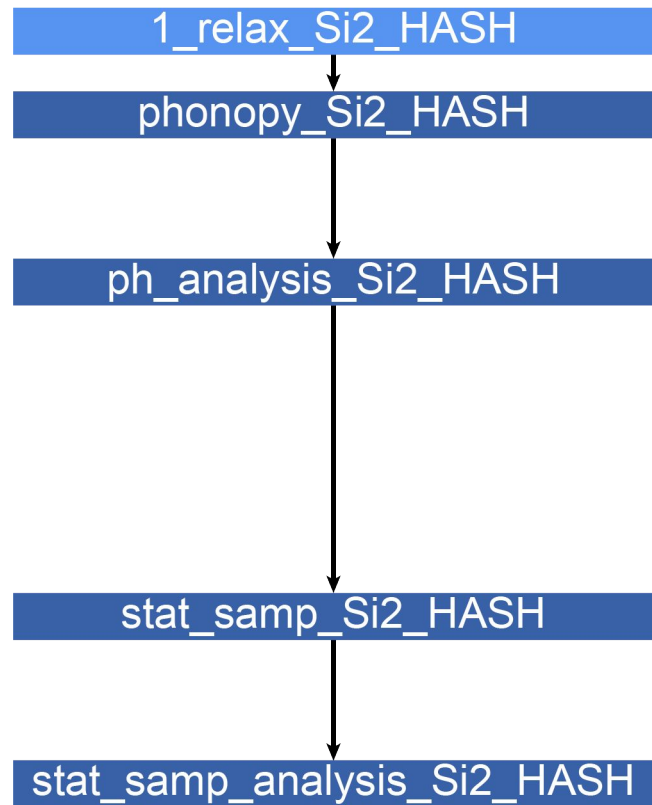 1_relax_Si2_HASH
phonopy_Si2_HASH
ph_analysis_Si2_HASH
stat_samp_Si2_HASH
stat_samp_analysis_Si2_HASH